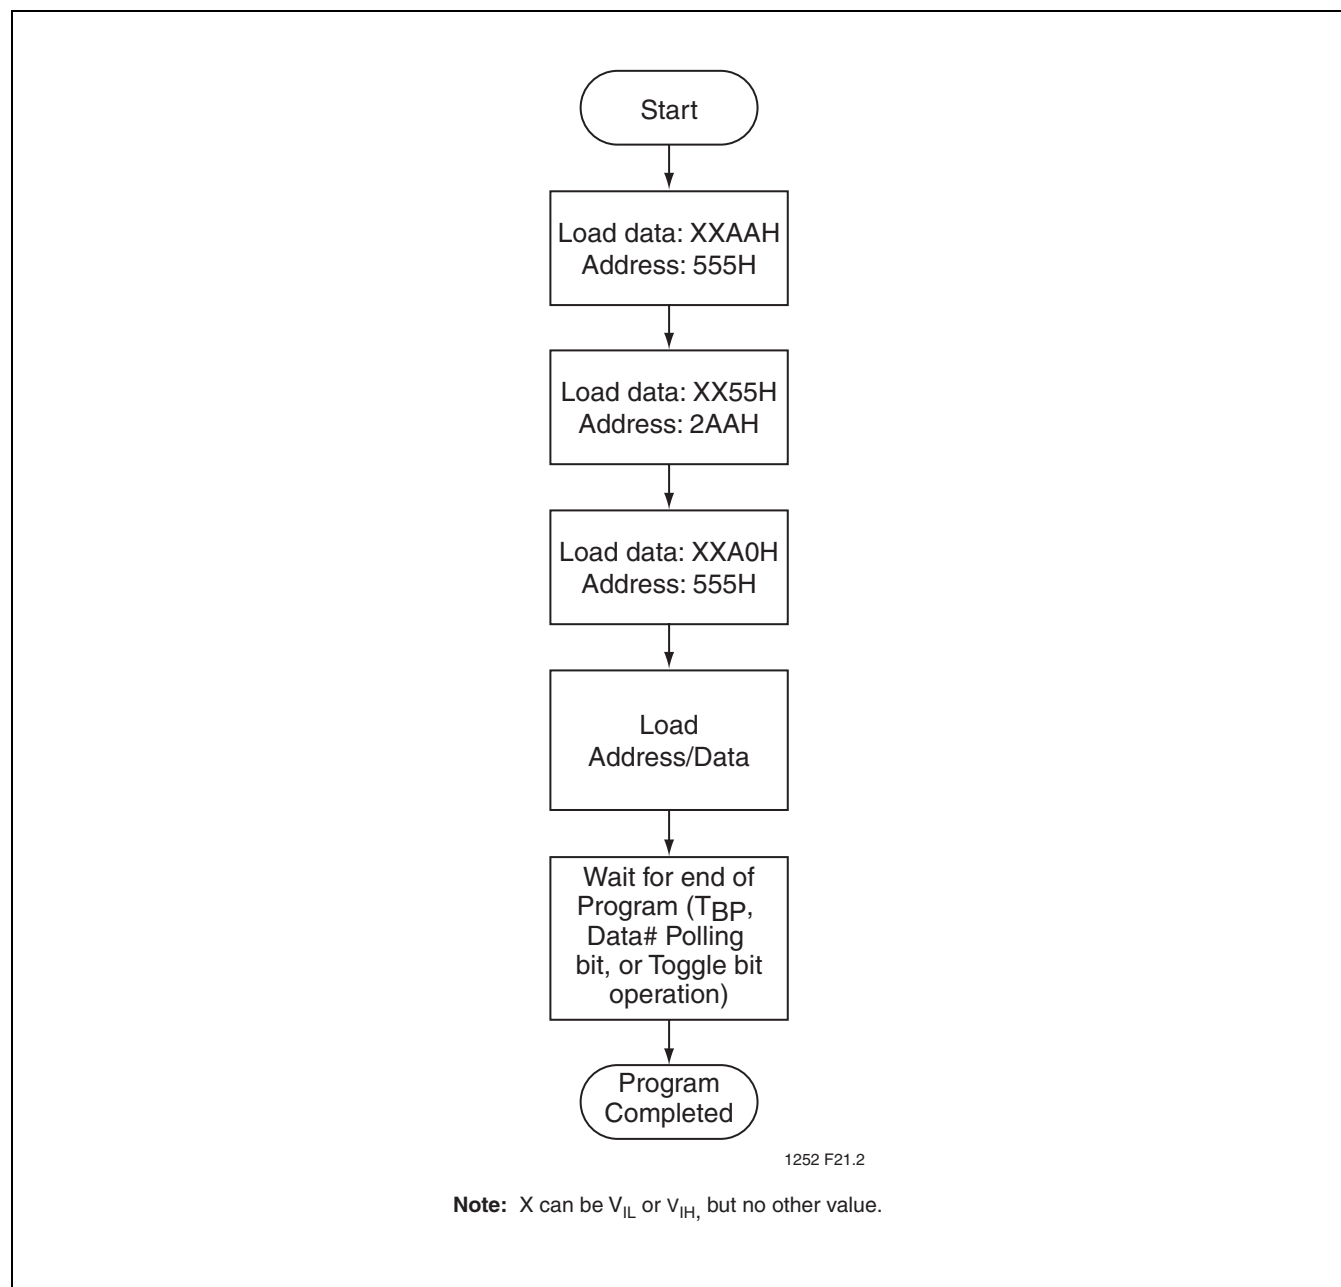 Start
Load data: XXAAH
Address: 555H
Load data: XX55H
Address: 2AAH
Load data: XXA0H
Address: 555H
Load
Address/Data
Wait for end of
Program (TBP,
Data# Polling
bit, or Toggle bit
operation)
Program
Completed
1252 F21.2
Note: X can be VIL or VIH, but no other value.